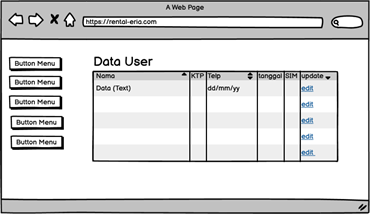 A Web Page
https://rental-eria.com
Button Menu
Button Menu
Button Menu
Button Menu
Button Menu
Data User
Nama KTP Telp tanggal SIM update
Data (Text) dd/mm/yy edit
edit
edit
edit
edit